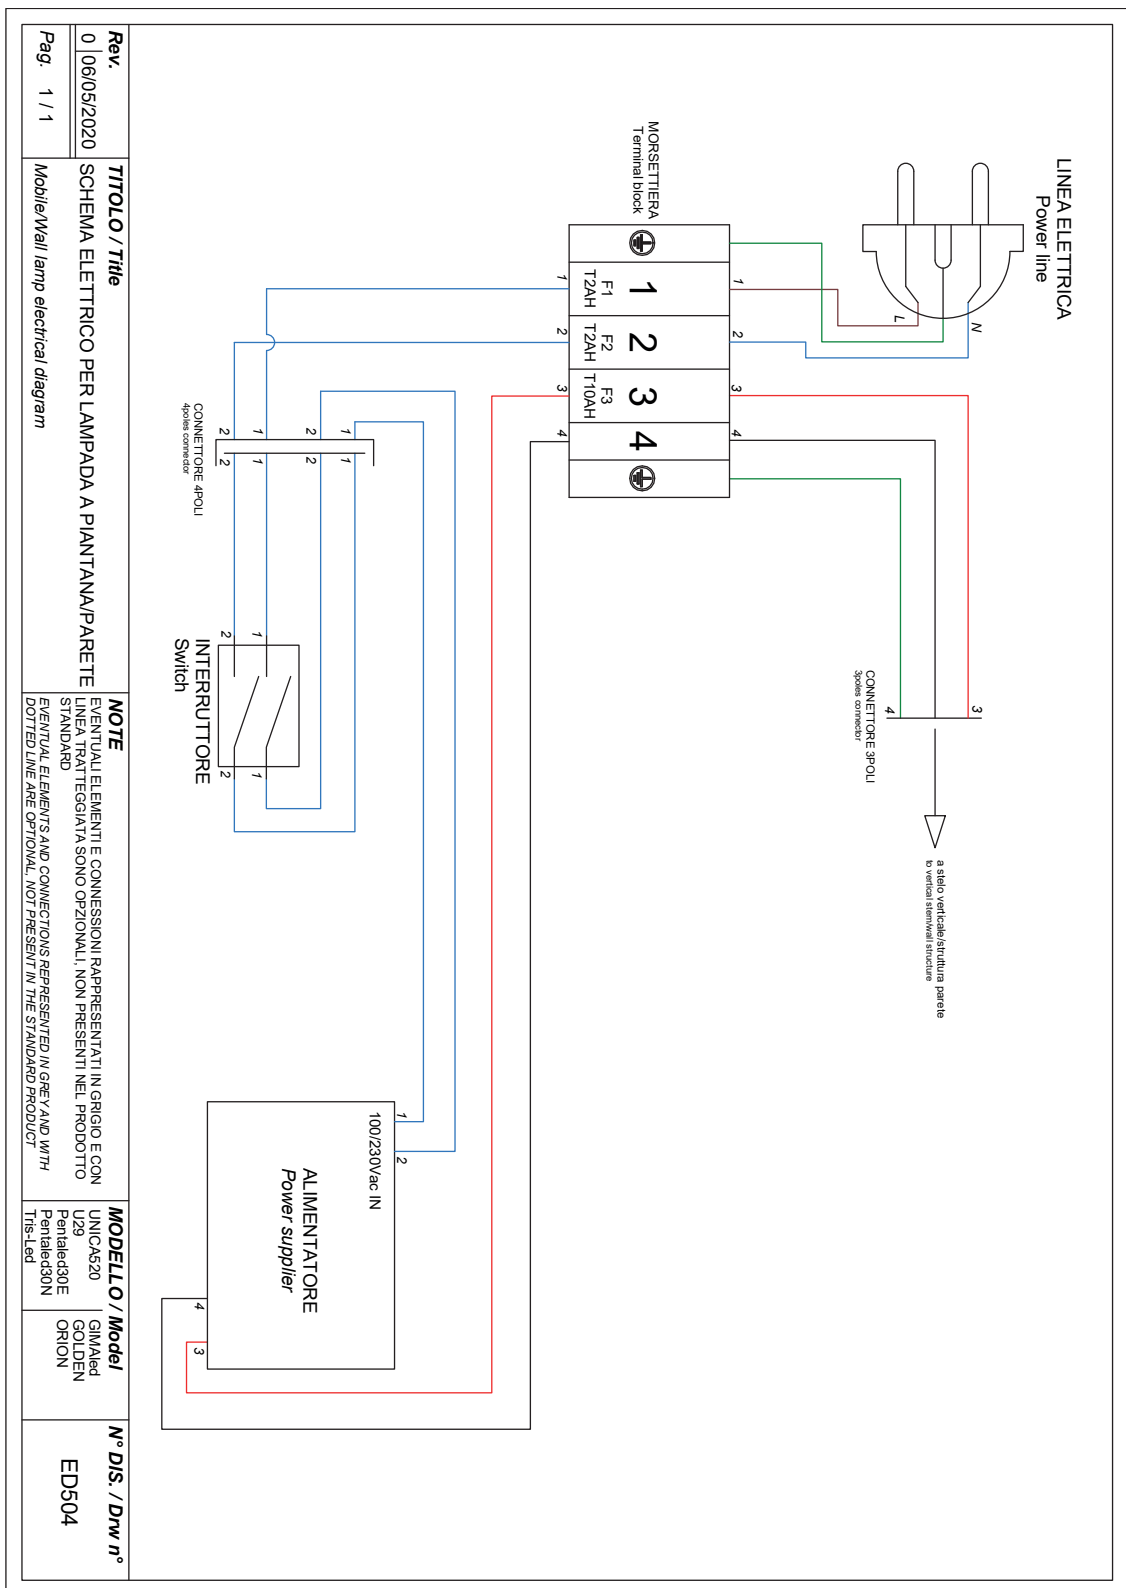 LINEA ELETTRICA
Power line
N
L
MORSETTIERA
Terminal block
1
2
3
4
1
2
3
4
F1
T2AH
F2
T2AH
F3
T10AH
1
2
3
4
3
4
CONNETTORE 3POLI
3poles connector
a stelo verticale/struttura parete
to vertical stem/wall structure
CONNETTORE 4POLI
4poles connector
1
2
1
2
1
2
1
2
INTERRUTTORE
Switch
1
2
1
2
1
2
100/230Vac IN
ALIMENTATORE
Power supplier
4
3
Rev.
0 06/05/2020
Pag. 1 / 1
TITOLO / Title
SCHEMA ELETTRICO PER LAMPADA A PIANTANA/PARETE
Mobile/Wall lamp electrical diagram
NOTE
EVENTUALI ELEMENTI E CONNESSIONI RAPPRESENTATI IN GRIGIO E CON
LINEA TRATTEGGIATA SONO OPZIONALI, NON PRESENTI NEL PRODOTTO
STANDARD
EVENTUAL ELEMENTS AND CONNECTIONS REPRESENTED IN GREY AND WITH
DOTTED LINE ARE OPTIONAL, NOT PRESENT IN THE STANDARD PRODUCT
MODELLO / Model
UNICA520
U29
Pentaled30E
Pentaled30N
Tris-Led
GIMAled
GOLDEN
ORION
N° DIS. / Drw n°
ED504